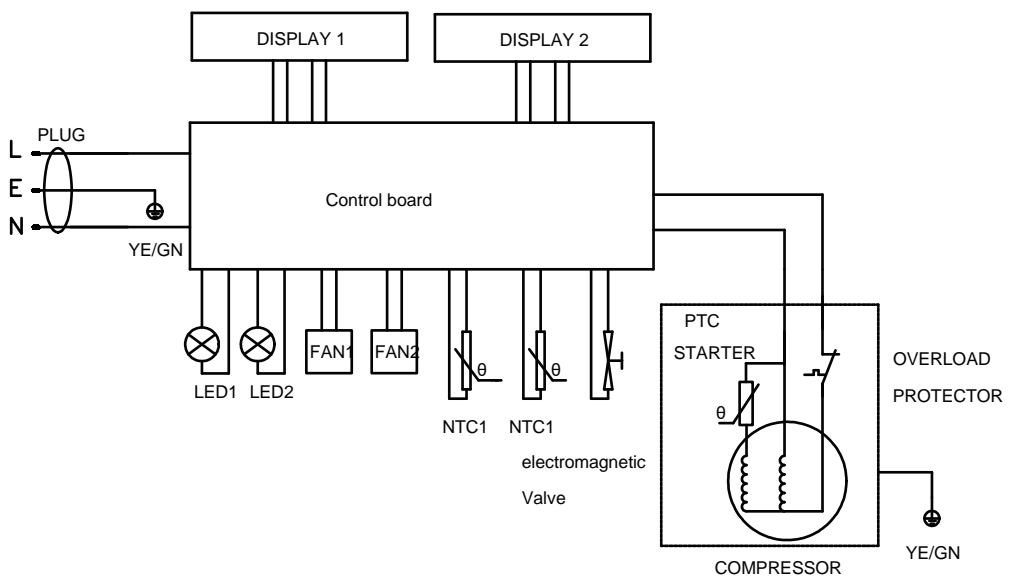 DISPLAY 1
DISPLAY 2
PLUG
L
E
N
YE/GN
Control board
LED1
LED2
FAN1
FAN2
θ
NTC1
θ
NTC1
electromagnetic
Valve
PTC
STARTER
θ
OVERLOAD
PROTECTOR
YE/GN
COMPRESSOR